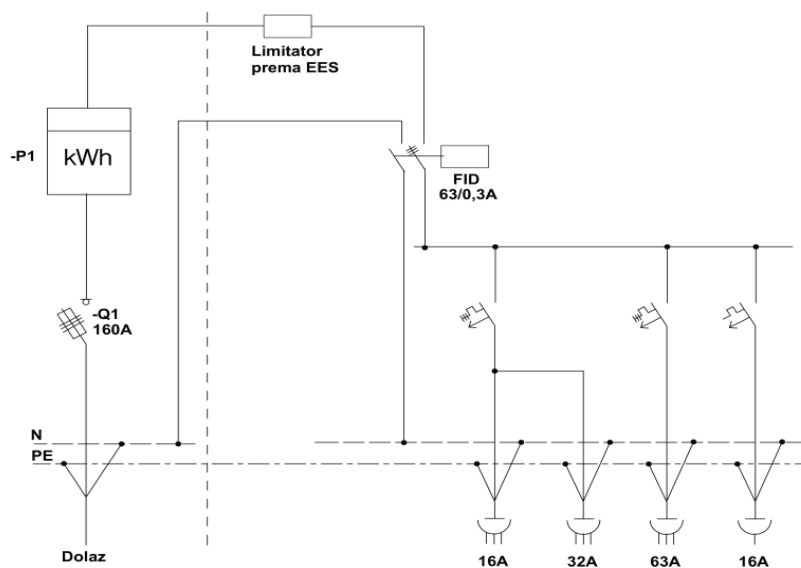 Limitator
prema EES
-P1
kWh
FID
63/0,3A
-Q1
160A
N
PE
Dolaz
16A
32A
63A
16A